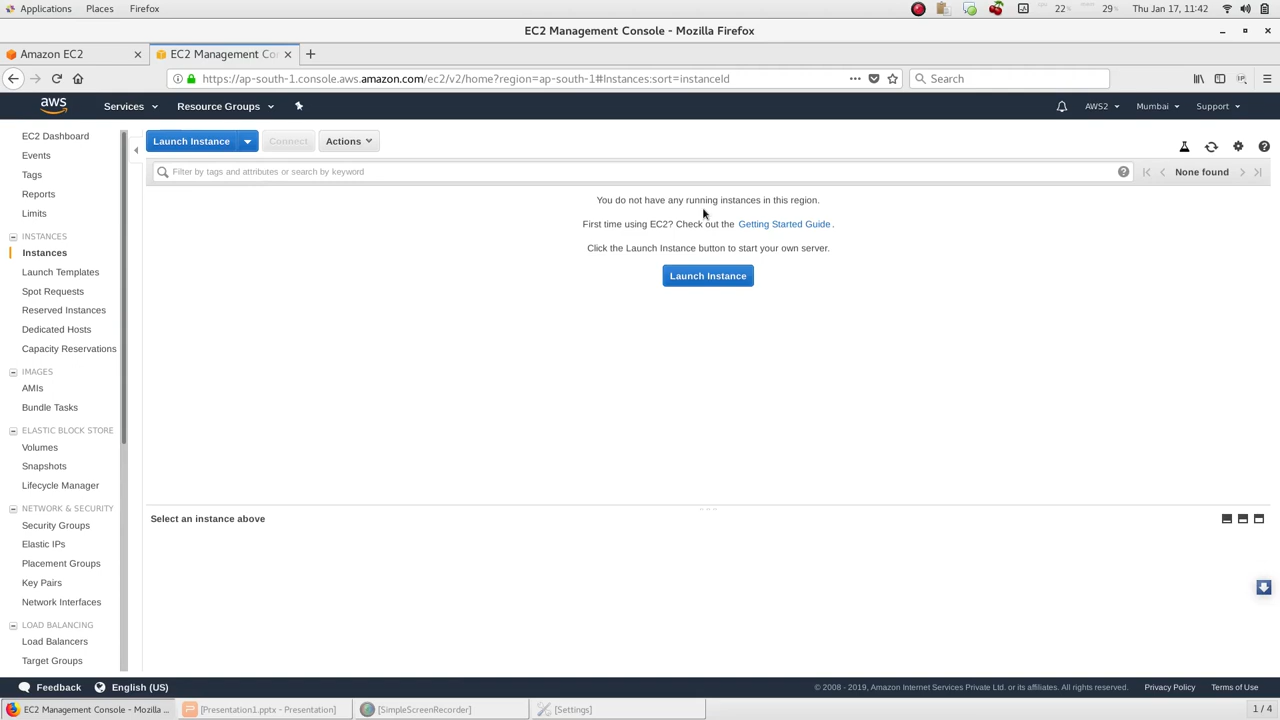 Applications Places Firefox 22% 29% Thu Jan 17, 11:42
EC2 Management Console - Mozilla Firefox
Amazon EC2 EC2 Management Co
https://ap-south-1.console.aws.amazon.com/ec2/v2/home?region=ap-south-1#Instances:sort=instanceId Search
aws Services Resource Groups AWS2 Mumbai Support
EC2 Dashboard
Events
Tags
Reports
Limits
INSTANCES
Instances
Launch Templates
Spot Requests
Reserved Instances
Dedicated Hosts
Capacity Reservations
IMAGES
AMIs
Bundle Tasks
ELASTIC BLOCK STORE
Volumes
Snapshots
Lifecycle Manager
NETWORK & SECURITY
Security Groups
Elastic IPs
Placement Groups
Key Pairs
Network Interfaces
LOAD BALANCING
Load Balancers
Target Groups
Launch Instance Connect Actions
Filter by tags and attributes or search by keyword None found
You do not have any running instances in this region.
First time using EC2? Check out the Getting Started Guide.
Click the Launch Instance button to start your own server.
Launch Instance
Select an instance above
Feedback English (US) © 2008 - 2019, Amazon Internet Services Private Ltd. or its affiliates. All rights reserved. Privacy Policy Terms of Use
EC2 Management Console - Mozilla ... [Presentation1.pptx - Presentation] [SimpleScreenRecorder] [Settings] 1 / 4